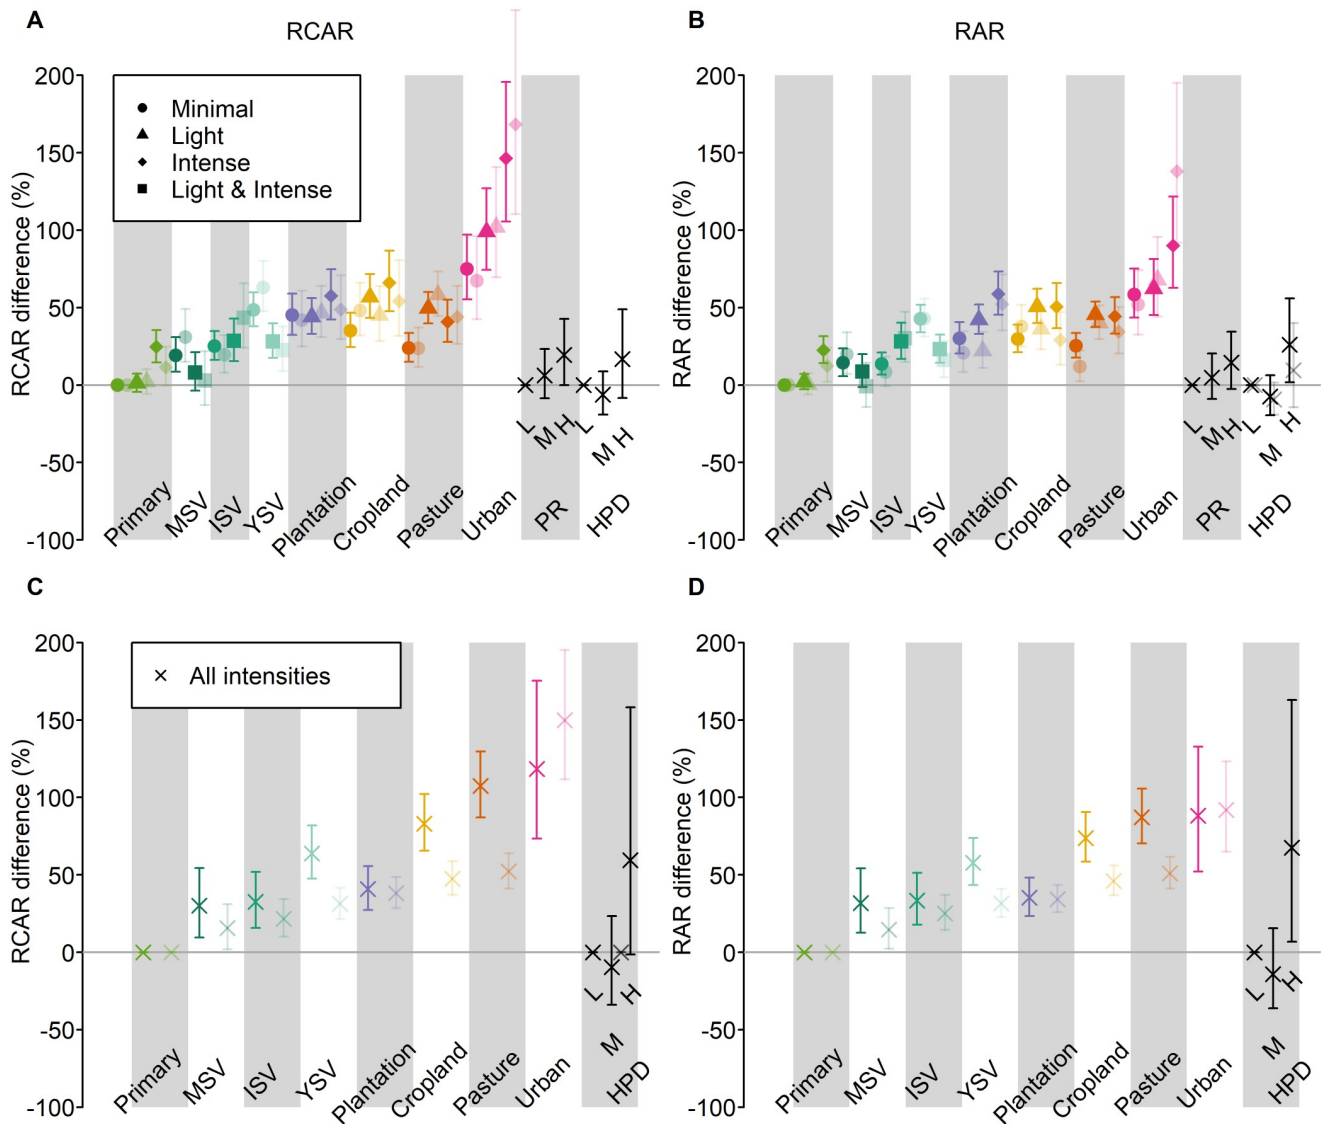 A
RCAR
B
RAR
RCAR difference (%)
200
150
100
50
0
-50
-100
Minimal
Light
Intense
Light & Intense
L
M
H
L
M
H
Primary
MSV
ISV
YSV
Plantation
Cropland
Pasture
Urban
PR
HPD
RAR difference (%)
200
150
100
50
0
-50
-100
L
M
H
L
M
H
Primary
MSV
ISV
YSV
Plantation
Cropland
Pasture
Urban
PR
HPD
C
RCAR difference (%)
200
150
100
50
0
-50
-100
All intensities
L
M
H
Primary
MSV
ISV
YSV
Plantation
Cropland
Pasture
Urban
HPD
D
RAR difference (%)
200
150
100
50
0
-50
-100
L
M
H
Primary
MSV
ISV
YSV
Plantation
Cropland
Pasture
Urban
HPD